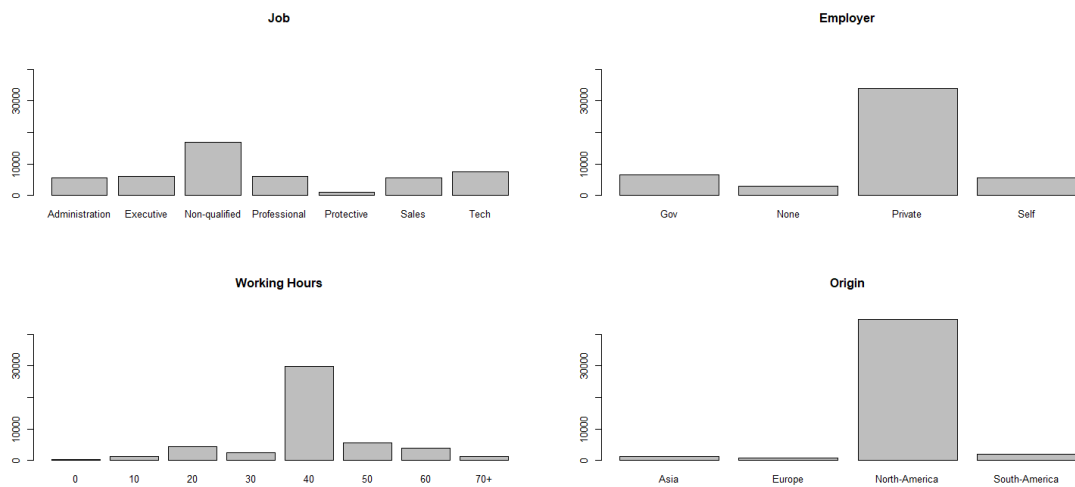 Job
30000
10000
0
Administration Executive Non-qualified Professional Protective Sales Tech
Employer
30000
10000
0
Gov None Private Self
Working Hours
30000
10000
0
0 10 20 30 40 50 60 70+
Origin
30000
10000
0
Asia Europe North-America South-America